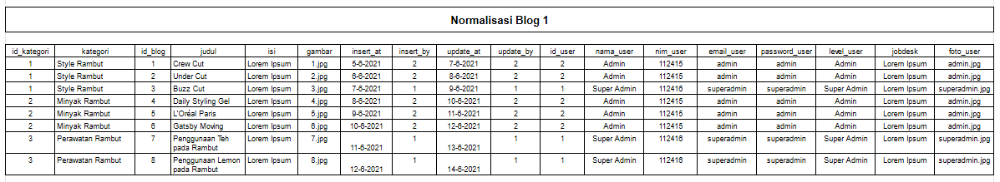 Normalisasi Blog 1
id_kategori kategori id_blog judul isi gambar insert_at insert_by update_at update_by id_user nama_user nim_user email_user password_user level_user jobdesk foto_user
1 Style Rambut 1 Crew Cut Lorem Ipsum 1.jpg 5-6-2021 2 7-6-2021 2 2 Admin 112415 admin admin Admin Lorem Ipsum admin.jpg
1 Style Rambut 2 Under Cut Lorem Ipsum 2.jpg 6-6-2021 2 8-6-2021 2 2 Admin 112415 admin admin Admin Lorem Ipsum admin.jpg
1 Style Rambut 3 Buzz Cut Lorem Ipsum 3.jpg 7-6-2021 1 9-6-2021 1 1 Super Admin 112416 superadmin superadmin Super Admin Lorem Ipsum superadmin.jpg
2 Minyak Rambut 4 Daily Styling Gel Lorem Ipsum 4.jpg 8-6-2021 2 10-6-2021 2 2 Admin 112415 admin admin Admin Lorem Ipsum admin.jpg
2 Minyak Rambut 5 L'Oréal Paris Lorem Ipsum 5.jpg 9-6-2021 2 11-6-2021 2 2 Admin 112415 admin admin Admin Lorem Ipsum admin.jpg
2 Minyak Rambut 6 Gatsby Moving Lorem Ipsum 6.jpg 10-6-2021 2 12-6-2021 2 2 Admin 112415 admin admin Admin Lorem Ipsum admin.jpg
3 Perawatan Rambut 7 Penggunaan Teh Lorem Ipsum 7.jpg 1 1 1 Super Admin 112416 superadmin superadmin Super Admin Lorem Ipsum superadmin.jpg
pada Rambut 11-6-2021 13-6-2021
3 Perawatan Rambut 8 Penggunaan Lemon Lorem Ipsum 8.jpg 1 1 1 Super Admin 112416 superadmin superadmin Super Admin Lorem Ipsum superadmin.jpg
pada Rambut 12-6-2021 14-6-2021